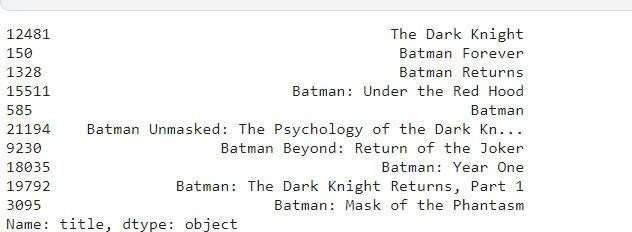 12481 The Dark Knight
150 Batman Forever
1328 Batman Returns
15511 Batman: Under the Red Hood
585 Batman
21194 Batman Unmasked: The Psychology of the Dark Kn...
9230 Batman Beyond: Return of the Joker
18035 Batman: Year One
19792 Batman: The Dark Knight Returns, Part 1
3095 Batman: Mask of the Phantasm
Name: title, dtype: object